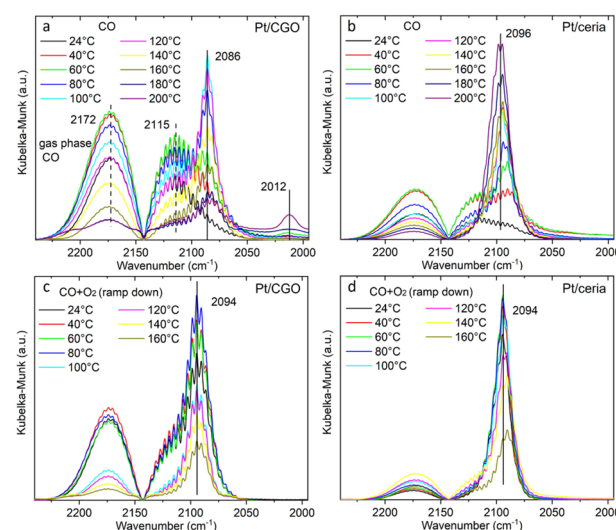 a
CO
Pt/CGO
24°C 120°C
40°C 140°C
60°C 160°C
80°C 180°C
100°C 200°C
2086
2172
2115
gas phase
CO
2012
Kubelka-Munk (a.u.)
2200 2150 2100 2050 2000
Wavenumber (cm⁻¹)
b
CO
Pt/ceria
2096
24°C 120°C
40°C 140°C
60°C 160°C
80°C 180°C
100°C 200°C
Kubelka-Munk (a.u.)
2200 2150 2100 2050 2000
Wavenumber (cm⁻¹)
c
Pt/CGO
CO+O₂ (ramp down)
24°C 120°C
40°C 140°C
60°C 160°C
80°C
100°C
2094
Kubelka-Munk (a.u.)
2200 2150 2100 2050 2000
Wavenumber (cm⁻¹)
d
Pt/ceria
CO+O₂ (ramp down)
24°C 120°C
40°C 140°C
60°C 160°C
80°C
100°C
2094
Kubelka-Munk (a.u.)
2200 2150 2100 2050 2000
Wavenumber (cm⁻¹)